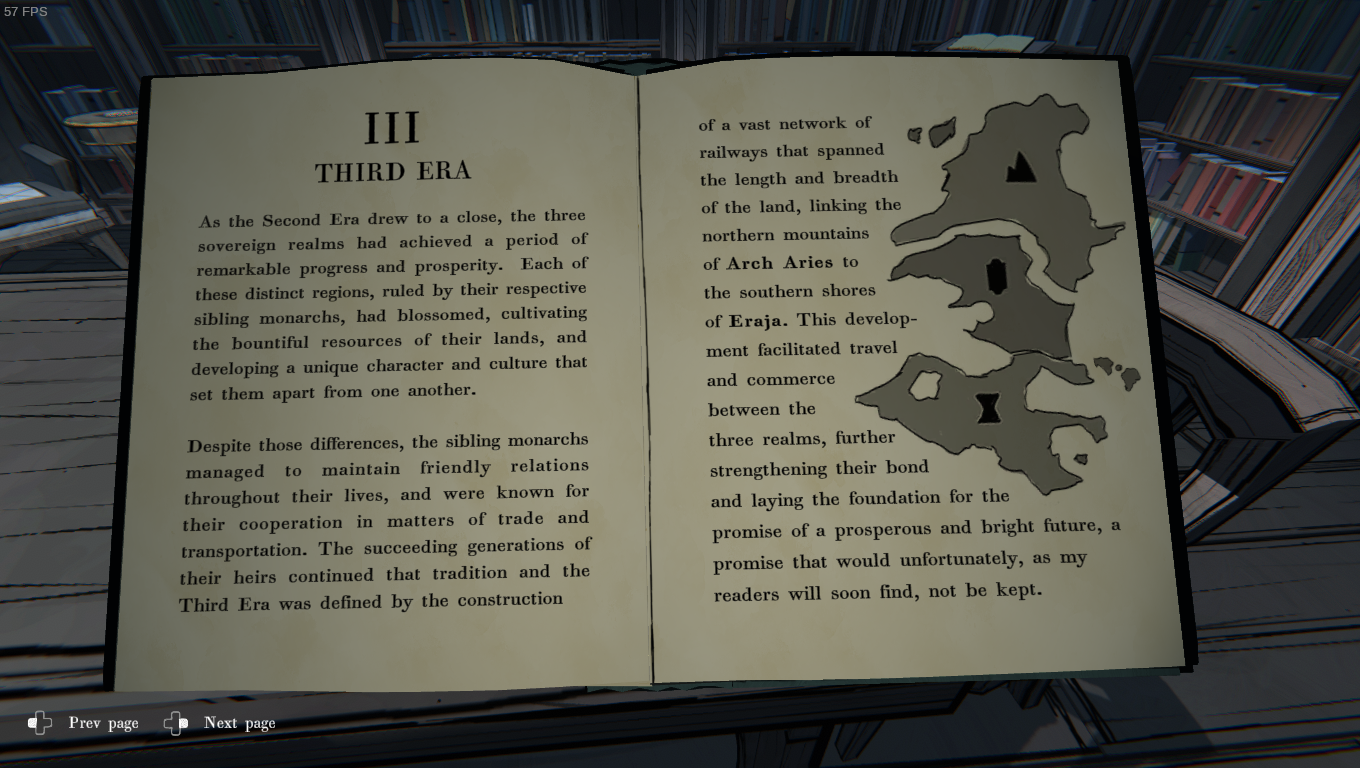 57 FPS
III
THIRD ERA
As the Second Era drew to a close, the three
sovereign realms had achieved a period of
remarkable progress and prosperity. Each of
these distinct regions, ruled by their respective
sibling monarchs, had blossomed, cultivating
the bountiful resources of their lands, and
developing a unique character and culture that
set them apart from one another.
Despite those differences, the sibling monarchs
managed to maintain friendly relations
throughout their lives, and were known for
their cooperation in matters of trade and
transportation. The succeeding generations of
their heirs continued that tradition and the
Third Era was defined by the construction
of a vast network of
railways that spanned
the length and breadth
of the land, linking the
northern mountains
of Arch Aries to
the southern shores
of Eraja. This develop-
ment facilitated travel
and commerce
between the
three realms, further
strengthening their bond
and laying the foundation for the
promise of a prosperous and bright future, a
promise that would unfortunately, as my
readers will soon find, not be kept.
Prev page
Next page